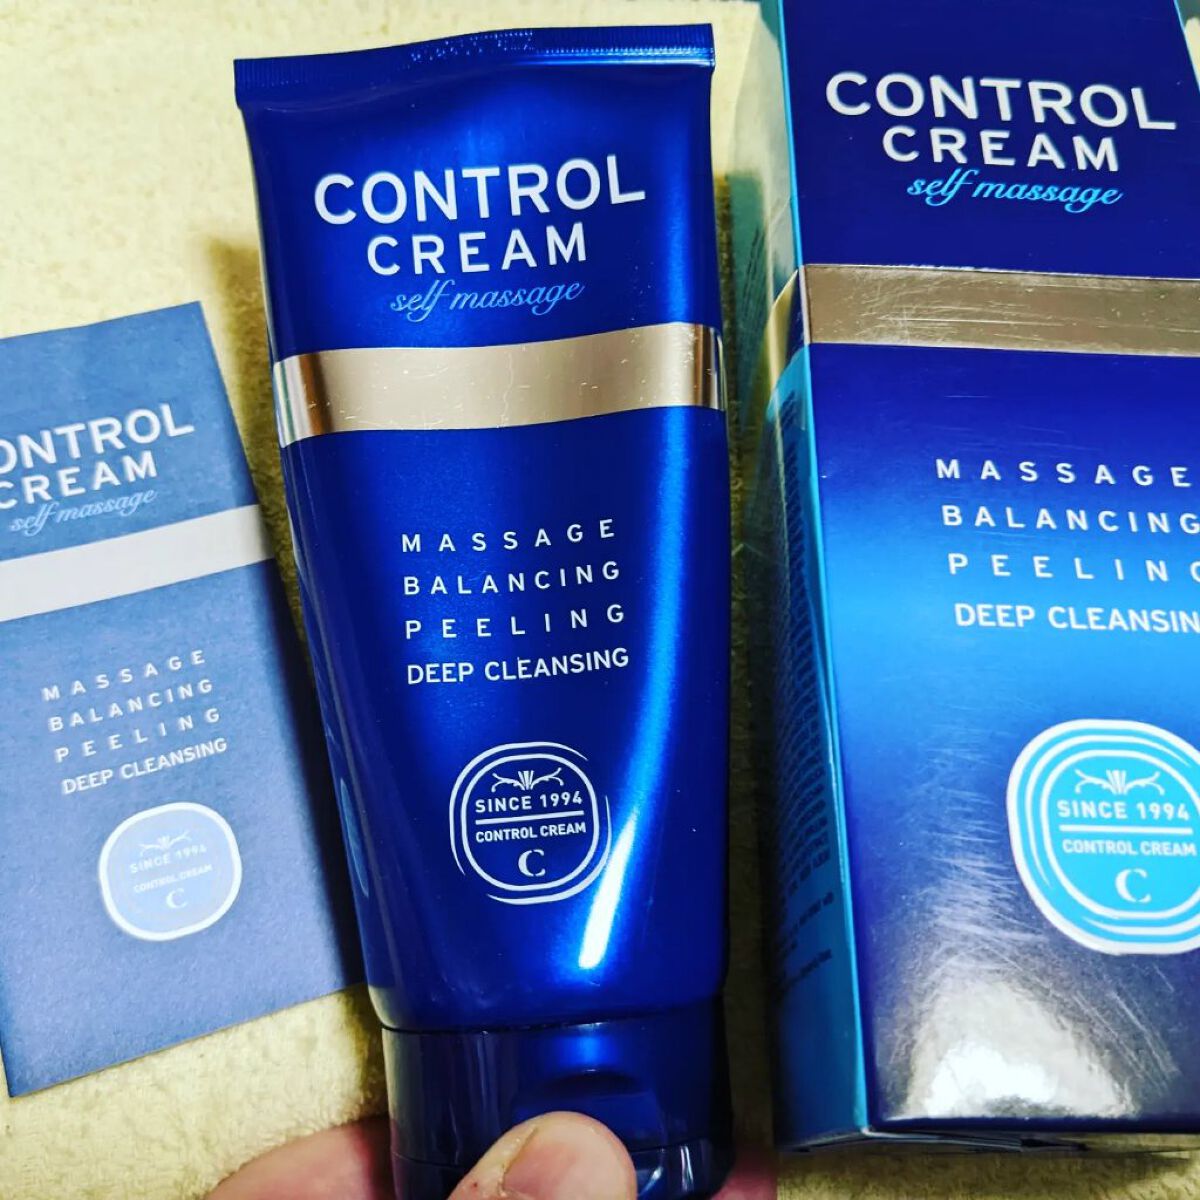 ONTROL
CREAM
self massage
MASSAGE
BALANCING
PEELING
DEEP CLEANSING
SINCE 1994
CONTROL CREAM
C
CONTROL
CREAM
self massage
MASSAGE
BALANCING
PEELING
DEEP CLEANSING
SINCE 1994
CONTROL CREAM
C
CONTROL
CREAM
self massage
MASSAGE
BALANCING
PEELING
DEEP CLEANSIN
SINCE 1994
CONTROL CREAM
C